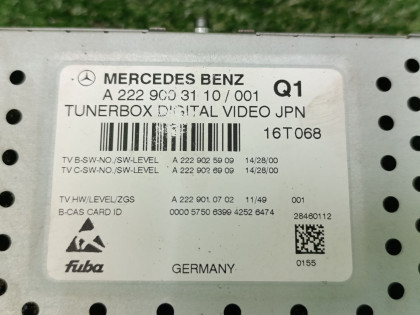 MERCEDES BENZ Q1
A 222 900 31 10 / 001
TUNERBOX DIGITAL VIDEO JPN
16T068
TV B-SW-NO./SW-LEVEL A 222 902 59 09 14/28/00
TV C-SW-NO./SW-LEVEL A 222 902 69 09 14/28/00
TV HW/LEVEL/ZGS A 222 901 07 02 11/49 001
B-CAS CARD ID 0000 5750 6399 4252 6474 28460112
fuba GERMANY 0155